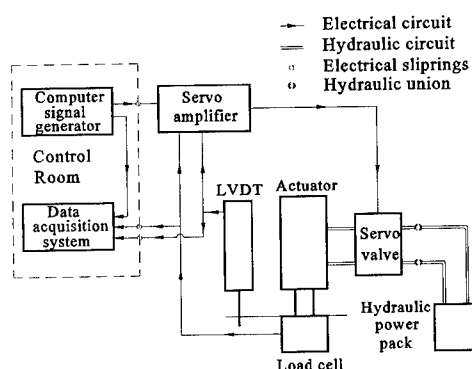 Electrical circuit
Hydraulic circuit
Electrical sliprings
Hydraulic union
Computer
signal
generator
Servo
amplifier
Control
Room
Data
acquisition
system
LVDT
Actuator
Servo
valve
Hydraulic
power
pack
Load cell